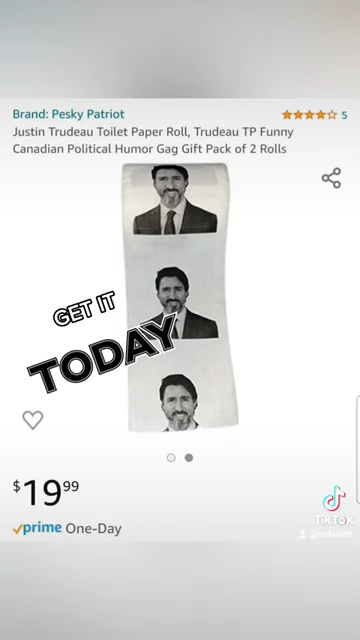 Brand: Pesky Patriot
5
Justin Trudeau Toilet Paper Roll, Trudeau TP Funny
Canadian Political Humor Gag Gift Pack of 2 Rolls
GET IT
TODAY
$19 99
prime One-Day
TikTok